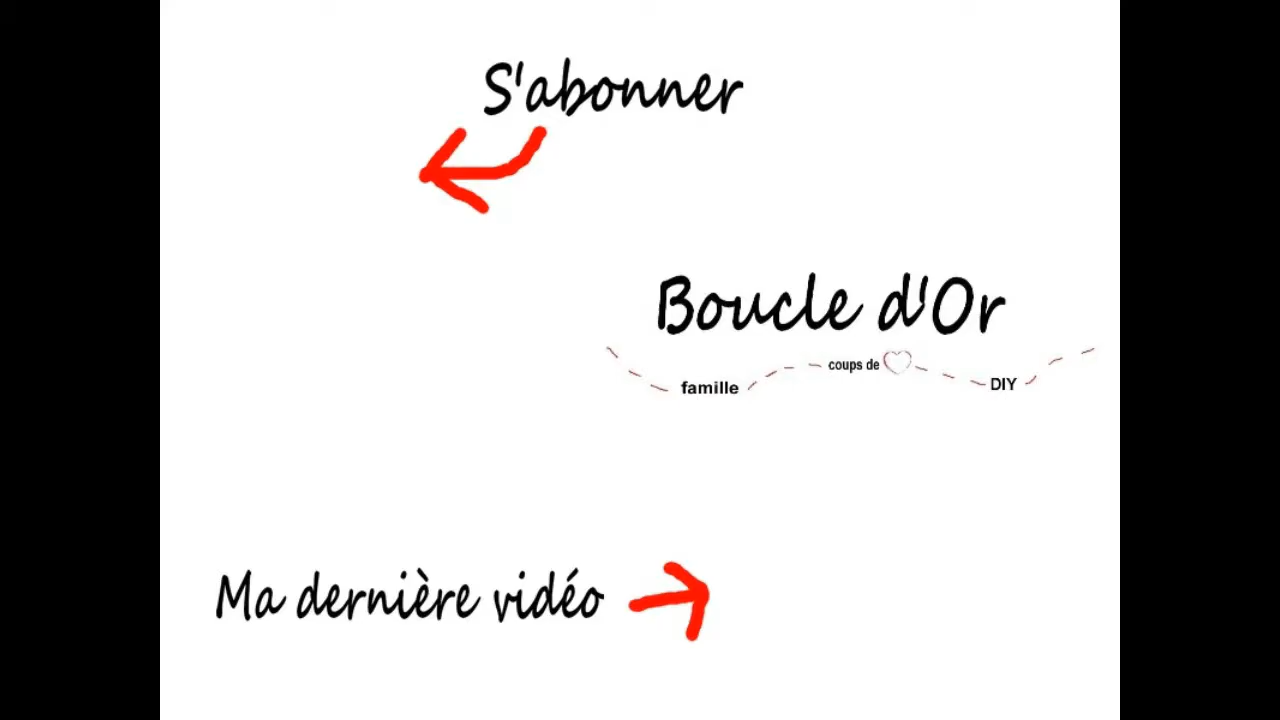 S'abonner
Boucle d'Or
famille coups de DIY
Ma dernière vidéo